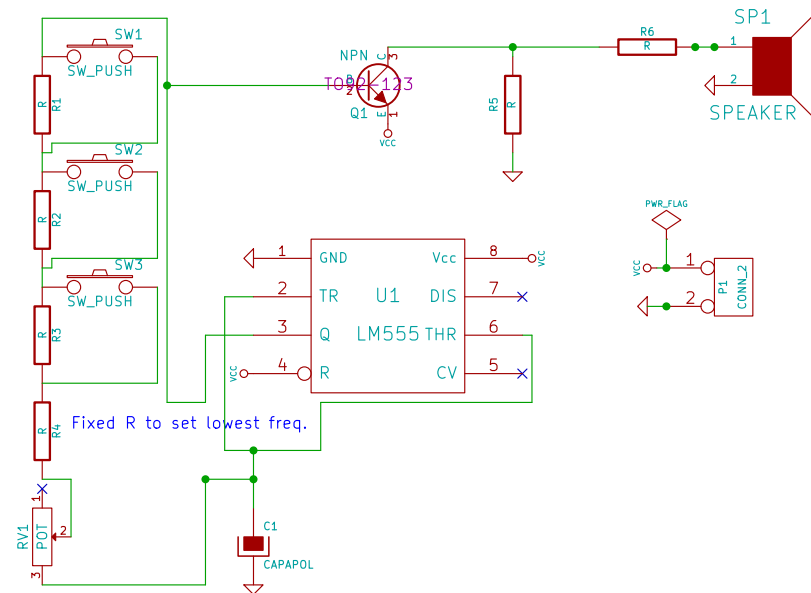 SW1
SW_PUSH
R
R1
SW2
SW_PUSH
R
R2
SW3
SW_PUSH
R
R3
R
R4
Fixed R to set lowest freq.
RV1
POT
1
2
3
NPN
TO92-123
Q1
C
3
B
2
E
1
VCC
R5
R
R6
R
SP1
1
2
SPEAKER
1
GND
2
TR
3
Q
4
R
VCC
U1
LM555
8
Vcc
VCC
7
DIS
6
THR
5
CV
C1
CAPAPOL
PWR_FLAG
VCC
1
2
P1
CONN_2